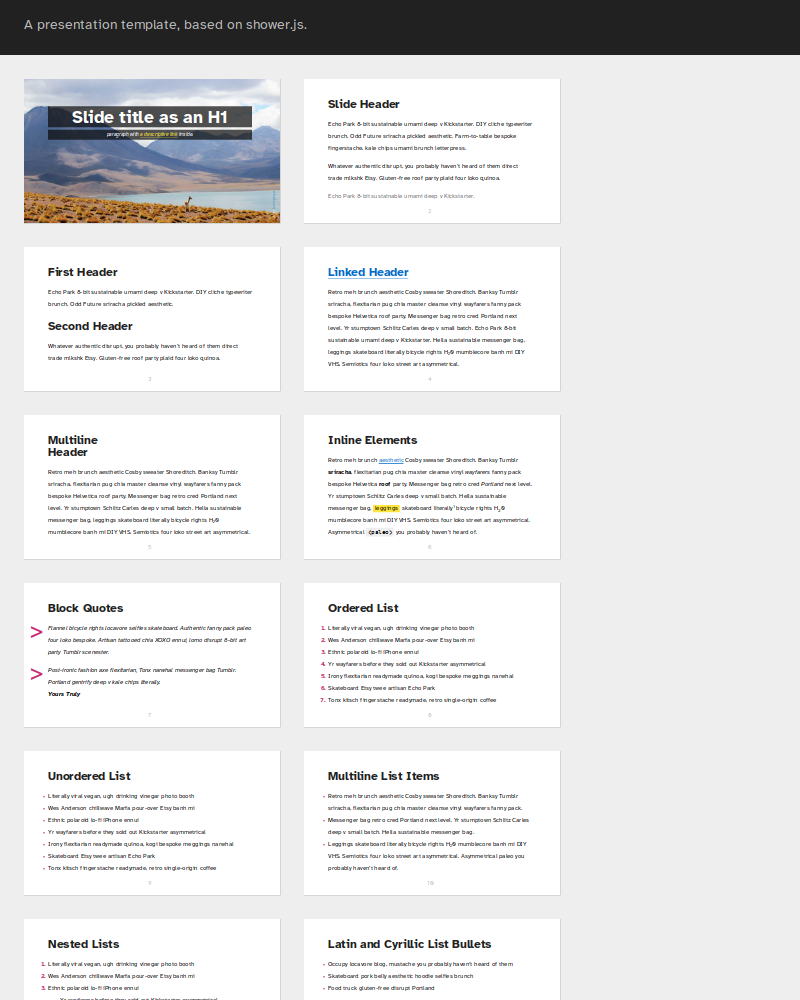 A presentation template, based on shower.js.
Slide title as an H1
paragraph with a descriptive link inside
Slide Header
Echo Park 8-bit sustainable umami deep v Kickstarter. DIY cliche typewriter
brunch. Odd Future sriracha pickled aesthetic. Farm-to-table bespoke
fingerstache, kale chips umami brunch letterpress.
Whatever authentic disrupt, you probably haven't heard of them direct
trade mlkshk Etsy. Gluten-free roof party plaid four loko quinoa.
Echo Park 8-bit sustainable umami deep v Kickstarter.
2
First Header
Echo Park 8-bit sustainable umami deep v Kickstarter. DIY cliche typewriter
brunch. Odd Future sriracha pickled aesthetic.
Second Header
Whatever authentic disrupt, you probably haven't heard of them direct
trade mlkshk Etsy. Gluten-free roof party plaid four loko quinoa.
3
Linked Header
Retro meh brunch aesthetic Cosby sweater Shoreditch. Banksy Tumblr
sriracha, flexitarian pug chia master cleanse vinyl wayfarers fanny pack
bespoke Helvetica roof party. Messenger bag retro cred Portland next
level. Yr stumptown Schlitz Carles deep v small batch. Echo Park 8-bit
sustainable umami deep v Kickstarter. Hella sustainable messenger bag,
leggings skateboard literally bicycle rights H₂O mumblecore banh mi DIY
VHS. Semiotics four loko street art asymmetrical.
4
Multiline
Header
Retro meh brunch aesthetic Cosby sweater Shoreditch. Banksy Tumblr
sriracha, flexitarian pug chia master cleanse vinyl wayfarers fanny pack
bespoke Helvetica roof party. Messenger bag retro cred Portland next
level. Yr stumptown Schlitz Carles deep v small batch. Hella sustainable
messenger bag, leggings skateboard literally bicycle rights H₂O
mumblecore banh mi DIY VHS. Semiotics four loko street art asymmetrical.
5
Inline Elements
Retro meh brunch aesthetic Cosby sweater Shoreditch. Banksy Tumblr
sriracha, flexitarian pug chia master cleanse vinyl wayfarers fanny pack
bespoke Helvetica roof party. Messenger bag retro cred Portland next level.
Yr stumptown Schlitz Carles deep v small batch. Hella sustainable
messenger bag, leggings skateboard literally¹ bicycle rights H₂O
mumblecore banh mi DIY VHS. Semiotics four loko street art asymmetrical.
Asymmetrical <paleo> you probably haven't heard of.
6
Block Quotes
> Flannel bicycle rights locavore selfies skateboard. Authentic fanny pack paleo
four loko bespoke. Artisan tattooed chia XOXO ennui, lomo disrupt 8-bit art
party Tumblr scenester.
> Post-ironic fashion axe flexitarian, Tonx narwhal messenger bag Tumblr.
Portland gentrify deep v kale chips literally.
Yours Truly
7
Ordered List
1. Literally viral vegan, ugh drinking vinegar photo booth
2. Wes Anderson chillwave Marfa pour-over Etsy banh mi
3. Ethnic polaroid lo-fi iPhone ennui
4. Yr wayfarers before they sold out Kickstarter asymmetrical
5. Irony flexitarian readymade quinoa, kogi bespoke meggings narwhal
6. Skateboard Etsy twee artisan Echo Park
7. Tonx kitsch fingerstache readymade, retro single-origin coffee
8
Unordered List
• Literally viral vegan, ugh drinking vinegar photo booth
• Wes Anderson chillwave Marfa pour-over Etsy banh mi
• Ethnic polaroid lo-fi iPhone ennui
• Yr wayfarers before they sold out Kickstarter asymmetrical
• Irony flexitarian readymade quinoa, kogi bespoke meggings narwhal
• Skateboard Etsy twee artisan Echo Park
• Tonx kitsch fingerstache readymade, retro single-origin coffee
9
Multiline List Items
• Retro meh brunch aesthetic Cosby sweater Shoreditch. Banksy Tumblr
sriracha, flexitarian pug chia master cleanse vinyl wayfarers fanny pack.
• Messenger bag retro cred Portland next level. Yr stumptown Schlitz Carles
deep v small batch. Hella sustainable messenger bag.
• Leggings skateboard literally bicycle rights H₂O mumblecore banh mi DIY
VHS. Semiotics four loko street art asymmetrical. Asymmetrical paleo you
probably haven't heard of.
10
Nested Lists
1. Literally viral vegan, ugh drinking vinegar photo booth
2. Wes Anderson chillwave Marfa pour-over Etsy banh mi
3. Ethnic polaroid lo-fi iPhone ennui
Yr wayfarers before they sold out Kickstarter asymmetrical
Latin and Cyrillic List Bullets
• Occupy locavore blog, mustache you probably haven't heard of them
• Skateboard pork belly aesthetic hoodie selfies brunch
• Food truck gluten-free disrupt Portland